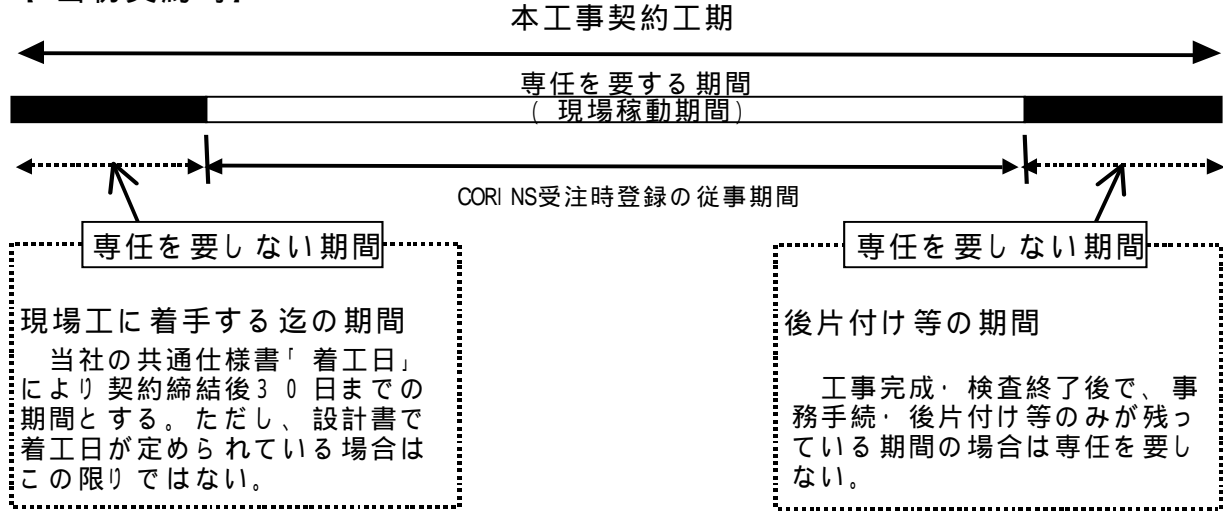 本工事契約工期
専任を要する期間
(現場稼動期間)
CORINS受注時登録の従事期間
専任を要しない期間
現場工に着手する迄の期間
当社の共通仕様書「着工日」
により契約締結後30日までの
期間とする。ただし、設計書で
着工日が定められている場合は
この限りではない。
専任を要しない期間
後片付け等の期間
工事完成・検査終了後で、事
務手続・後片付け等のみが残っ
ている期間の場合は専任を要し
ない。